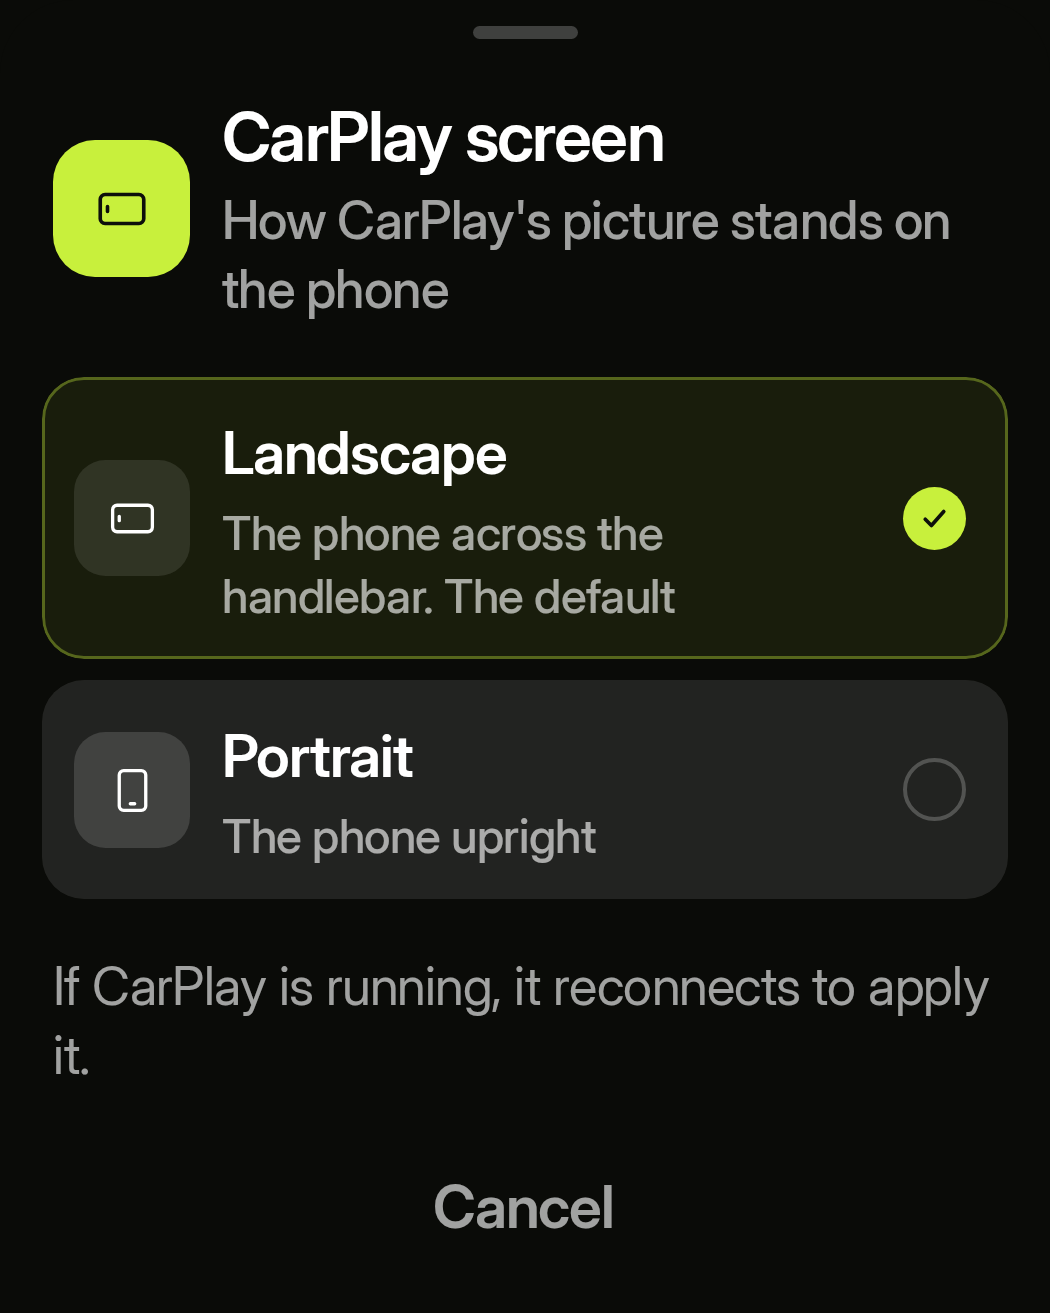 CarPlay screen
How CarPlay's picture stands on
the phone
Landscape
The phone across the
handlebar. The default
Portrait
The phone upright
If CarPlay is running, it reconnects to apply
it.
Cancel